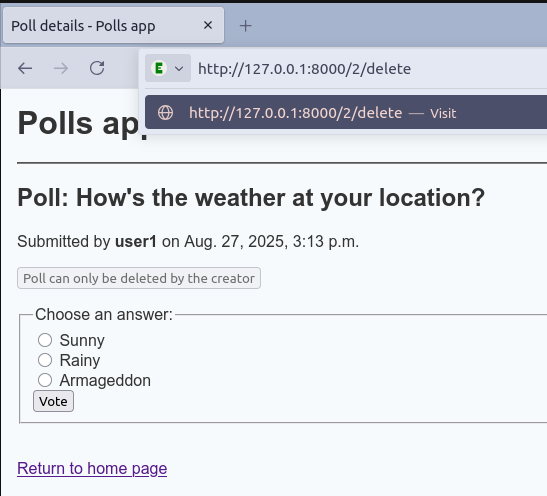 Poll details - Polls app
http://127.0.0.1:8000/2/delete
http://127.0.0.1:8000/2/delete — Visit
Polls app
Poll: How's the weather at your location?
Submitted by user1 on Aug. 27, 2025, 3:13 p.m.
Poll can only be deleted by the creator
Choose an answer:
Sunny
Rainy
Armageddon
Vote
Return to home page